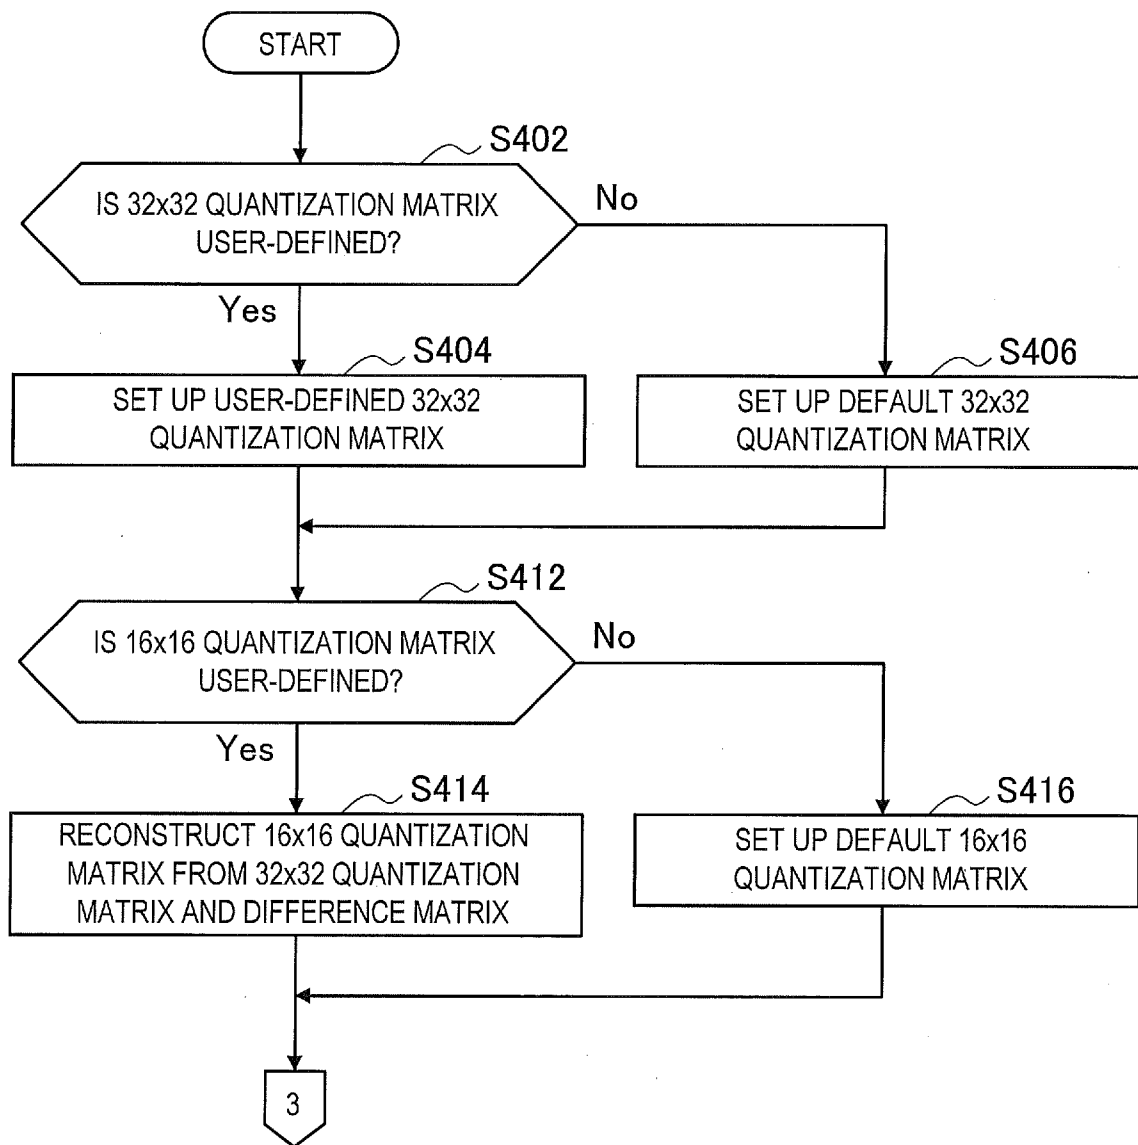 START
S402
IS 32x32 QUANTIZATION MATRIX
USER-DEFINED?
No
Yes
S404
SET UP USER-DEFINED 32x32
QUANTIZATION MATRIX
S406
SET UP DEFAULT 32x32
QUANTIZATION MATRIX
S412
IS 16x16 QUANTIZATION MATRIX
USER-DEFINED?
No
Yes
S414
RECONSTRUCT 16x16 QUANTIZATION
MATRIX FROM 32x32 QUANTIZATION
MATRIX AND DIFFERENCE MATRIX
S416
SET UP DEFAULT 16x16
QUANTIZATION MATRIX
3